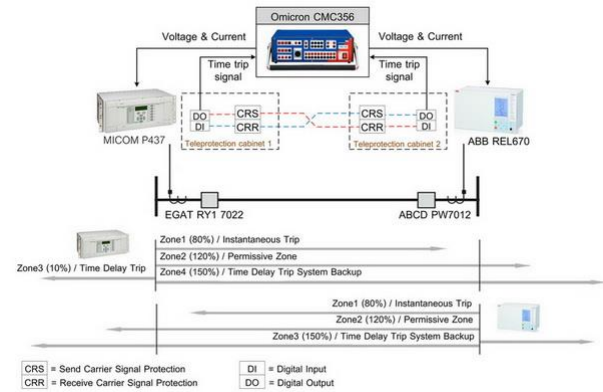 Omicron CMC356
Voltage & Current
Voltage & Current
Time trip signal
Time trip signal
DO
DI
CRS
CRR
CRS
CRR
DO
DI
MICOM P437
Teleprotection cabinet 1
Teleprotection cabinet 2
ABB REL670
EGAT RY1 7022
ABCD PW7012
Zone1 (80%) / Instantaneous Trip
Zone2 (120%) / Permissive Zone
Zone3 (10%) / Time Delay Trip
Zone4 (150%) / Time Delay Trip System Backup
Zone1 (80%) / Instantaneous Trip
Zone2 (120%) / Permissive Zone
Zone3 (150%) / Time Delay Trip System Backup
CRS = Send Carrier Signal Protection
DI = Digital Input
CRR = Receive Carrier Signal Protection
DO = Digital Output